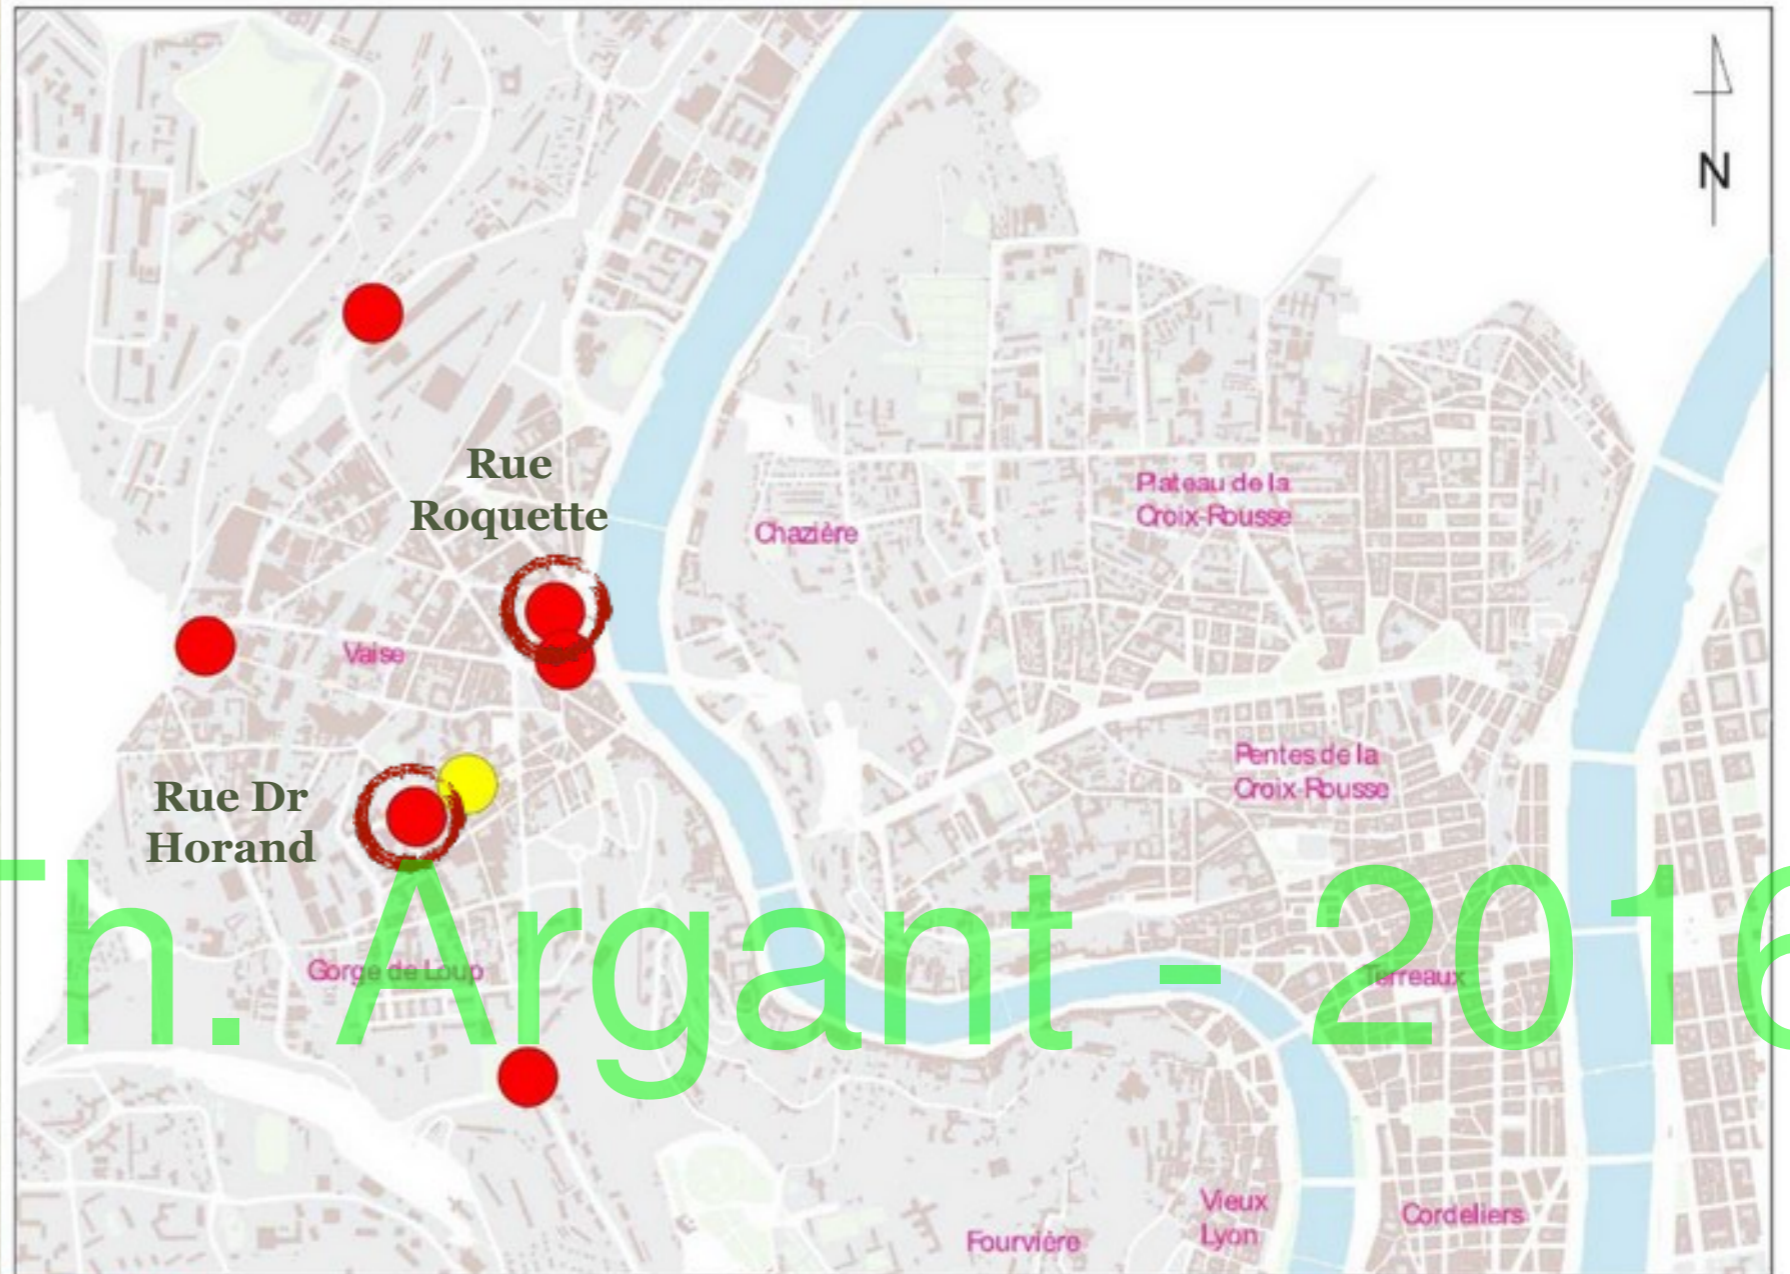 N
Rue
Roquette
Plateau de la
Croix-Rousse
Chazière
Vaise
Pentes de la
Croix-Rousse
Rue Dr
Horand
Th. Argant - 2016
Gorge de Loup
Terreaux
Vieux
Lyon
Cordeliers
Fourvière